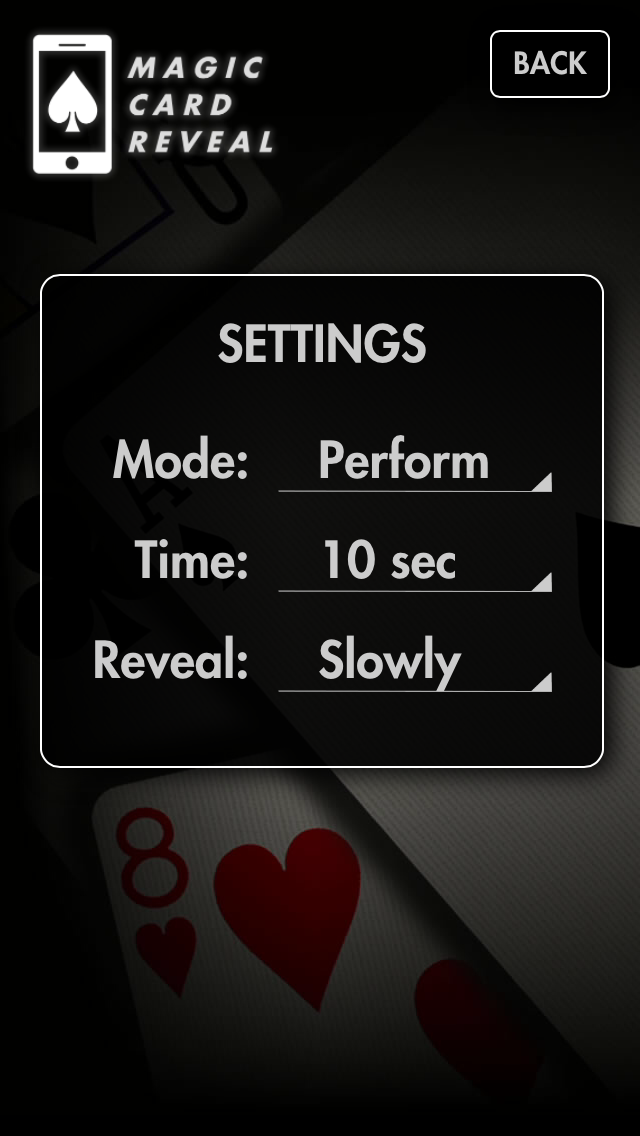 MAGIC
CARD
REVEAL
BACK
SETTINGS
Mode: Perform
Time: 10 sec
Reveal: Slowly
A
8